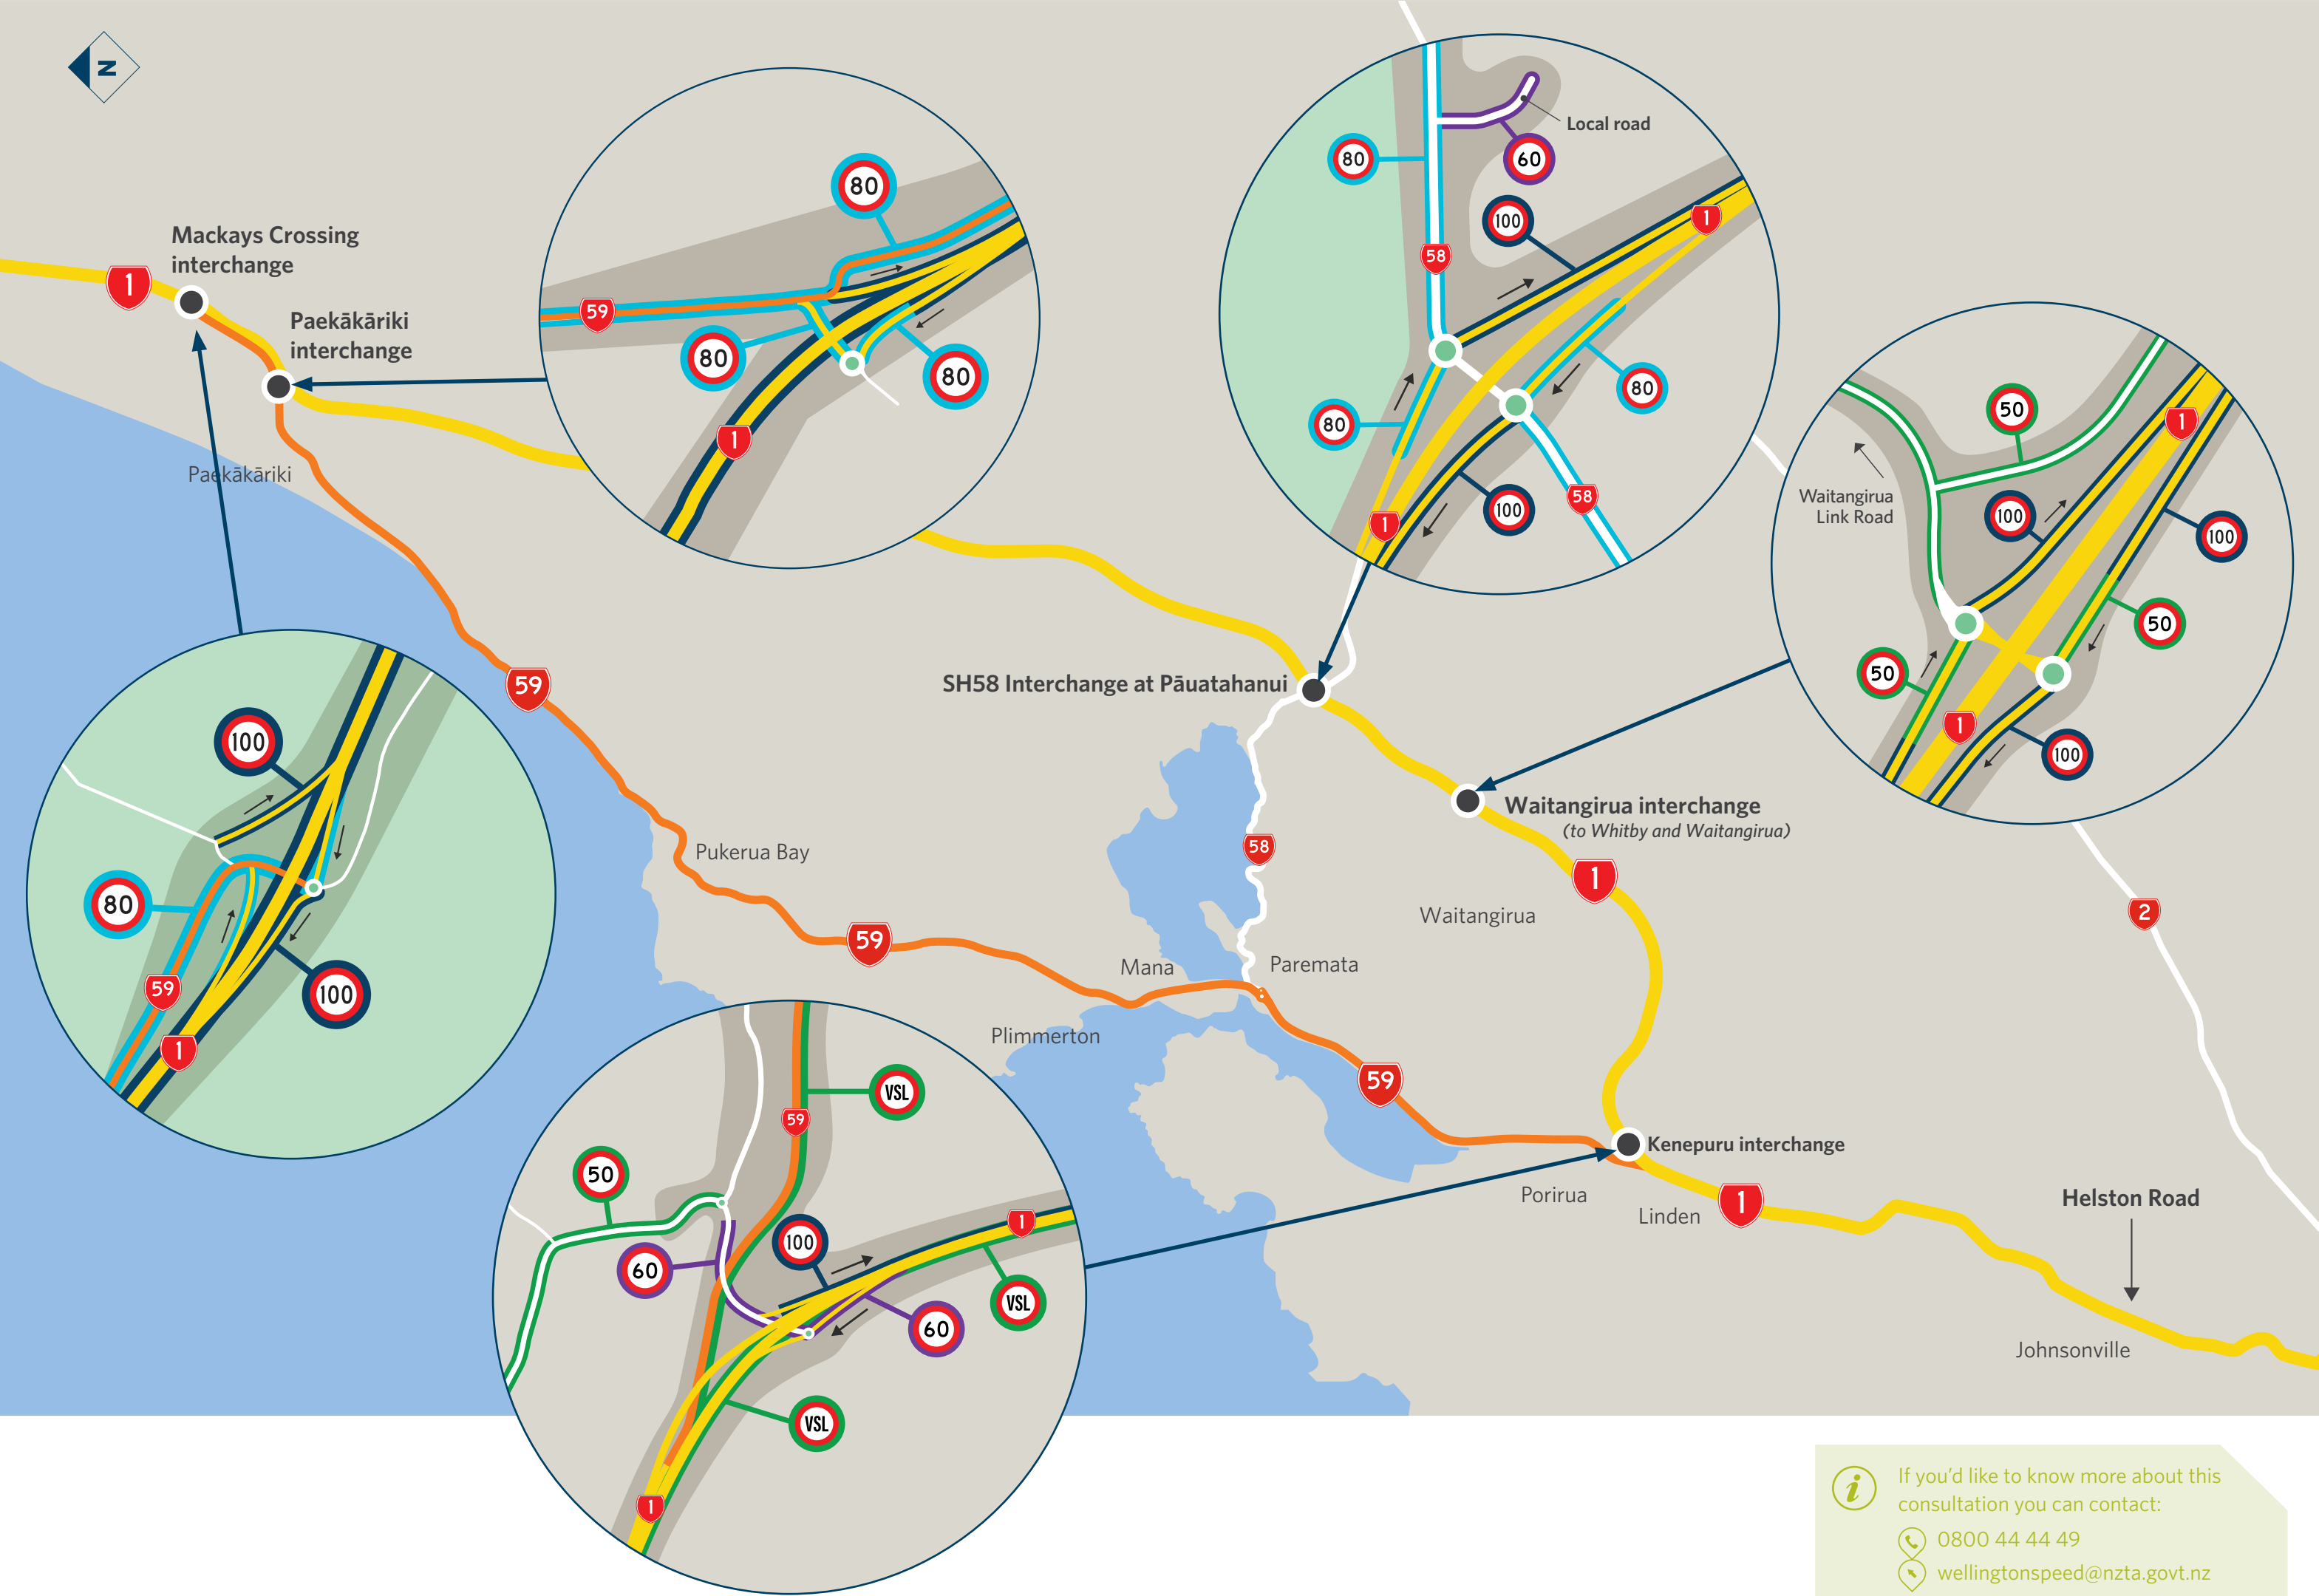 N
Mackays Crossing
interchange
1
Paekākāriki
interchange
Paekākāriki
80
59
80
80
1
Local road
80
60
100
1
58
80
80
1
100
58
50
1
Waitangirua
Link Road
100
100
50
50
1
100
59
SH58 Interchange at Pāuatahanui
100
80
59
100
1
Waitangirua interchange
(to Whitby and Waitangirua)
58
1
Pukerua Bay
Waitangirua
2
59
Mana
Paremata
Plimmerton
59
VSL
59
50
100
1
60
VSL
60
VSL
1
Kenepuru interchange
Porirua
Linden
1
Helston Road
Johnsonville
If you'd like to know more about this
consultation you can contact:
0800 44 44 49
wellingtonspeed@nzta.govt.nz